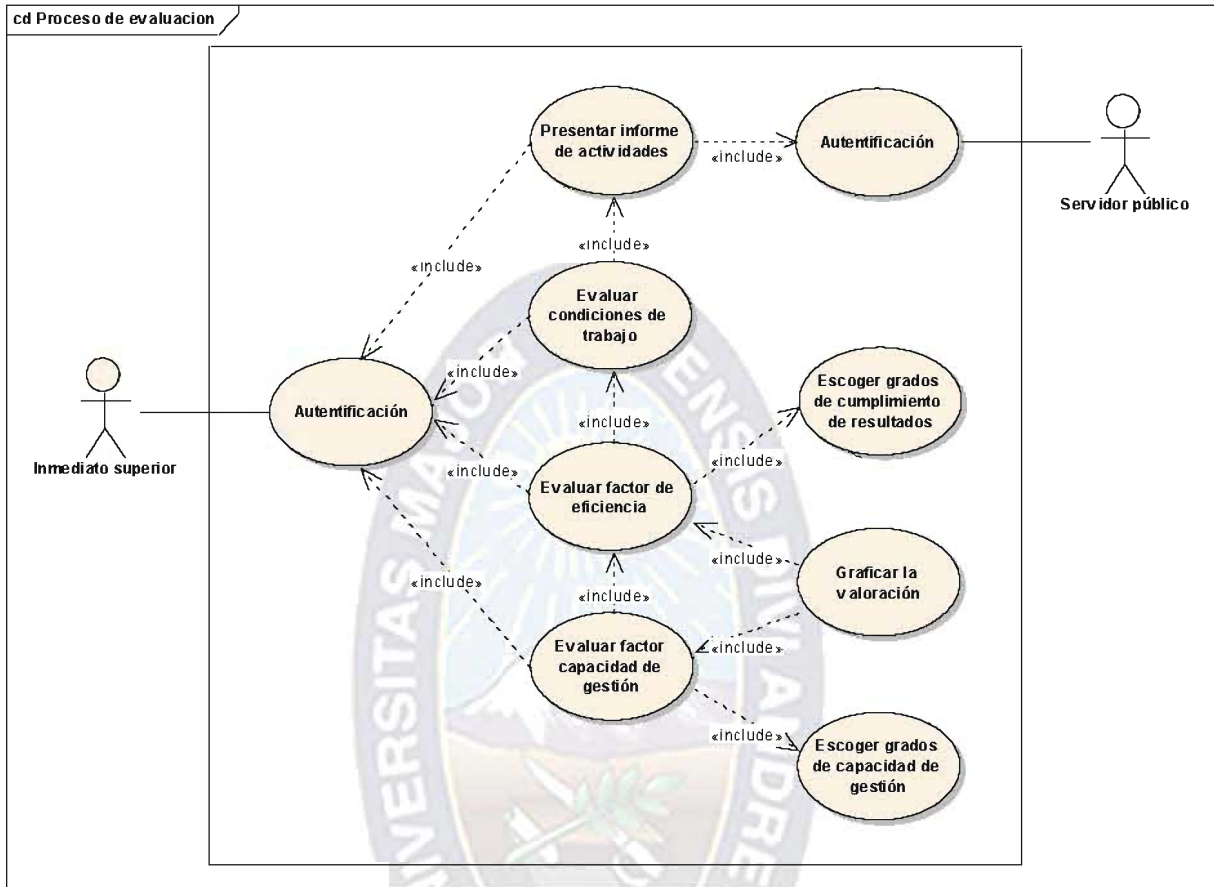 cd Proceso de evaluacion
Presentar informe
de actividades
«include»
Autentificación
Servidor público
«include»
«include»
Evaluar
condiciones de
trabajo
«include»
«include»
Escoger grados
de cumplimiento
de resultados
Autentificación
Inmediato superior
«include»
«include»
Evaluar factor de
eficiencia
«include»
Graficar la
valoración
«include»
«include»
«include»
Evaluar factor
capacidad de
gestión
«include»
Escoger grados
de capacidad de
gestión